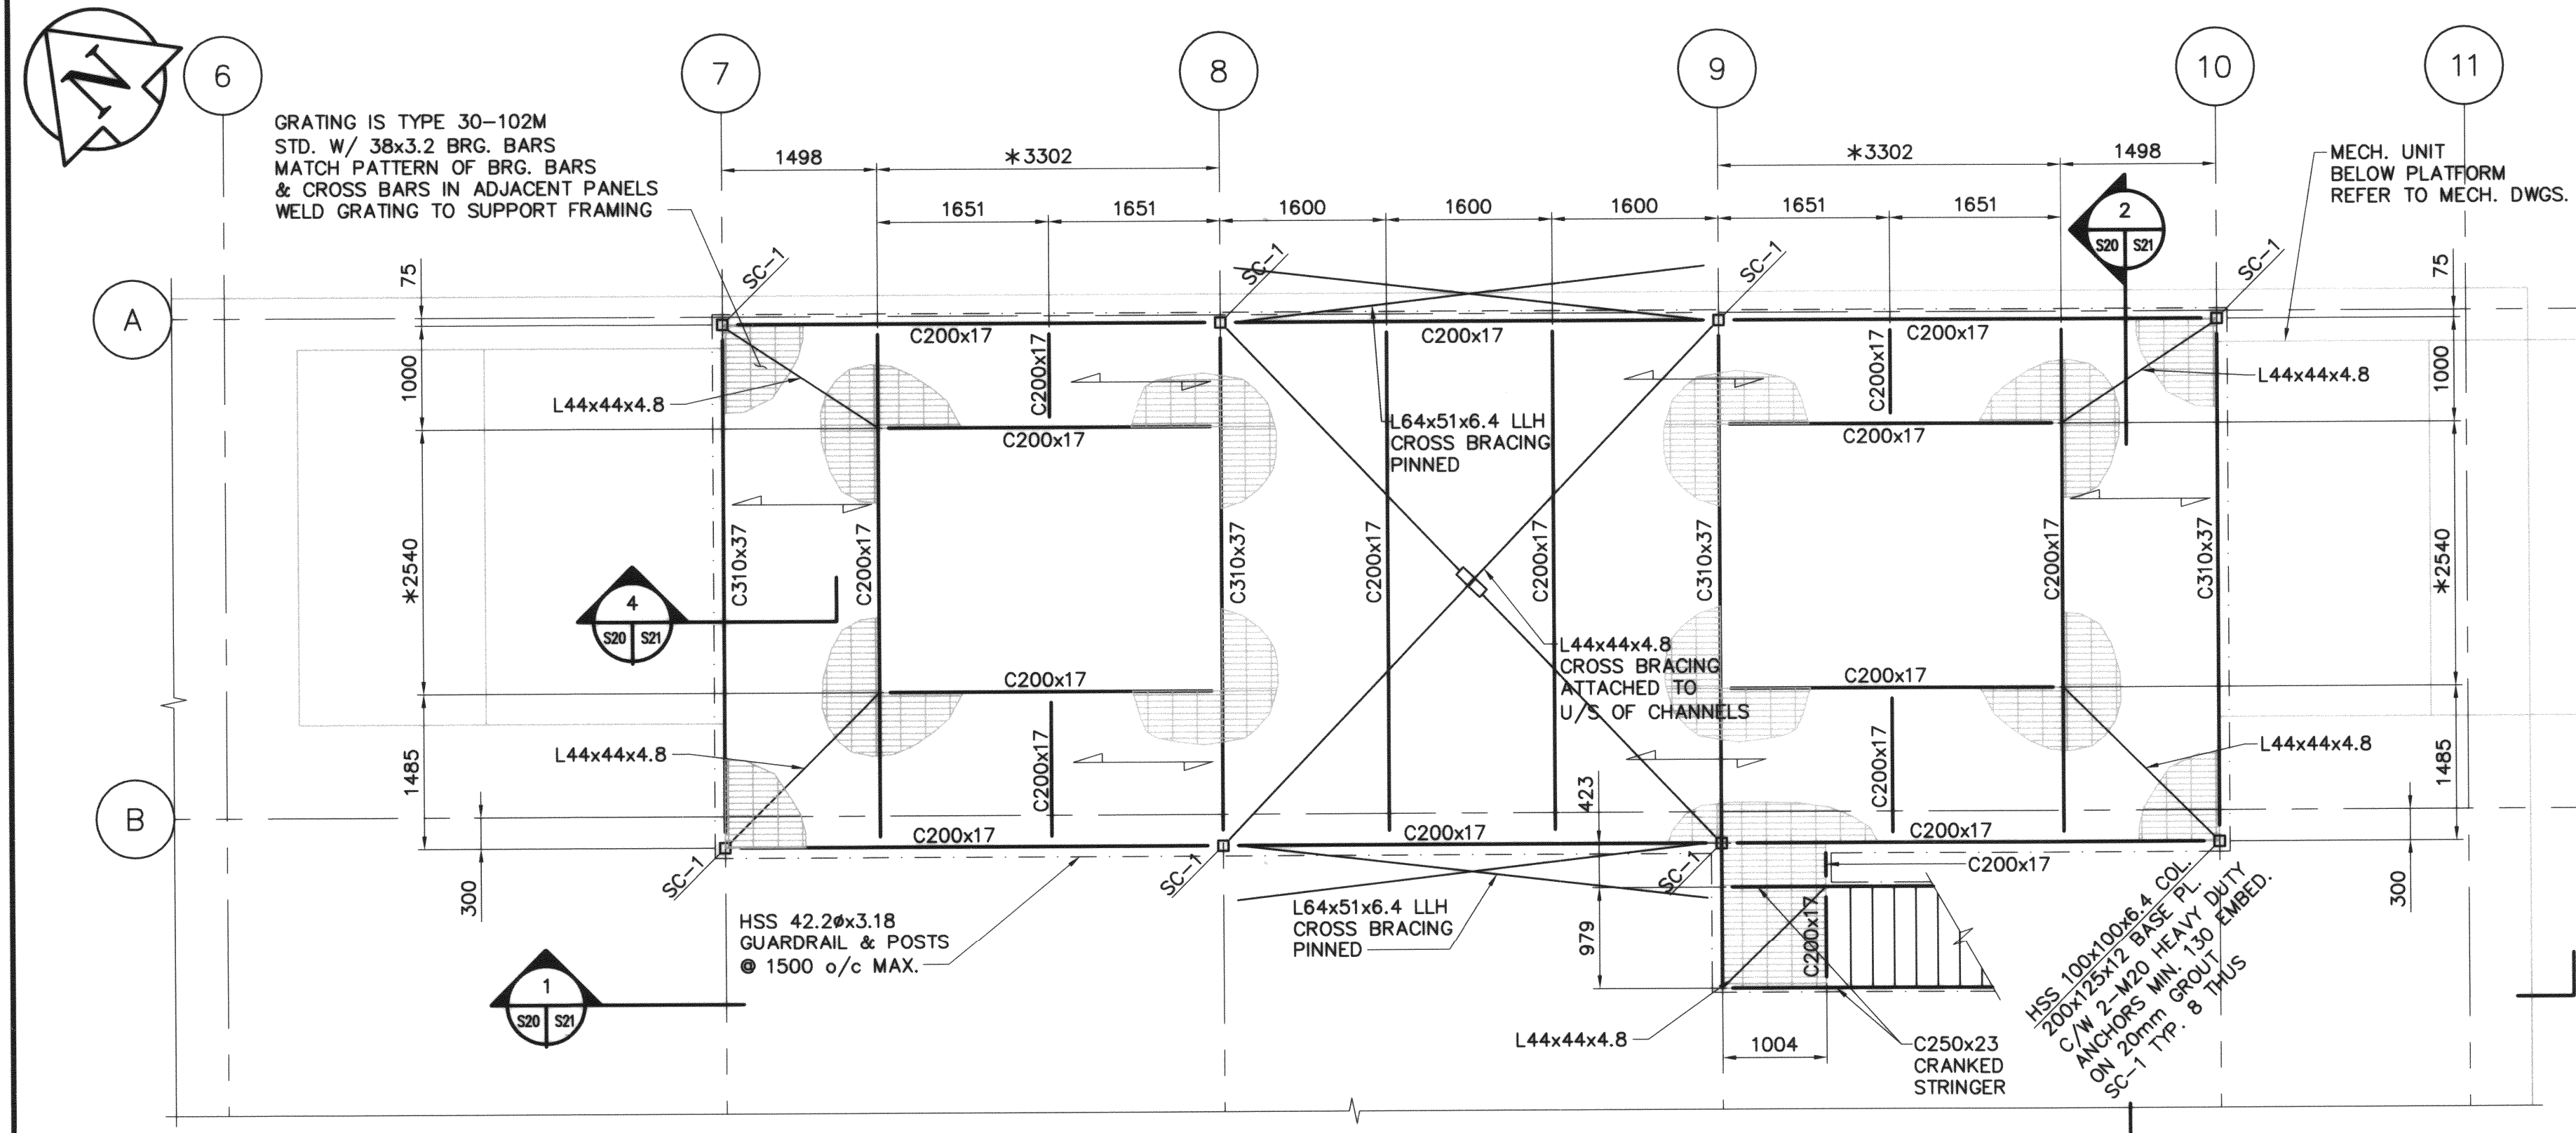 N
6
7
8
9
10
11
GRATING IS TYPE 30-102M
STD. W/ 38x3.2 BRG. BARS
MATCH PATTERN OF BRG. BARS
& CROSS BARS IN ADJACENT PANELS
WELD GRATING TO SUPPORT FRAMING
1498
*3302
*3302
1498
MECH. UNIT
BELOW PLATFORM
REFER TO MECH. DWGS.
1651
1651
1600
1600
1600
1651
1651
2
S20
S21
SC-1
SC-1
SC-1
SC-1
75
75
A
C200x17
C200x17
C200x17
1000
C200x17
C200x17
1000
L44x44x4.8
L44x44x4.8
C200x17
L64x51x6.4 LLH
CROSS BRACING
PINNED
C200x17
*2540
C310x37
C200x17
C310x37
C200x17
C200x17
C310x37
C200x17
C310x37
*2540
4
S20
S21
L44x44x4.8
CROSS BRACING
ATTACHED TO
U/S OF CHANNELS
C200x17
C200x17
L44x44x4.8
L44x44x4.8
1485
C200x17
C200x17
1485
423
B
C200x17
C200x17
C200x17
300
SC-1
SC-1
SC-1
C200x17
300
HSS 42.2øx3.18
GUARDRAIL & POSTS
@ 1500 o/c MAX.
L64x51x6.4 LLH
CROSS BRACING
PINNED
979
C200x17
HSS 100x100x6.4 COL.
200x125x12 BASE PL.
C/W 2-M20 HEAVY DUTY
ANCHORS MIN. 130 EMBED.
ON 20mm GROUT
SC-1 TYP. 8 THUS
1
S20
S21
L44x44x4.8
1004
C250x23
CRANKED
STRINGER